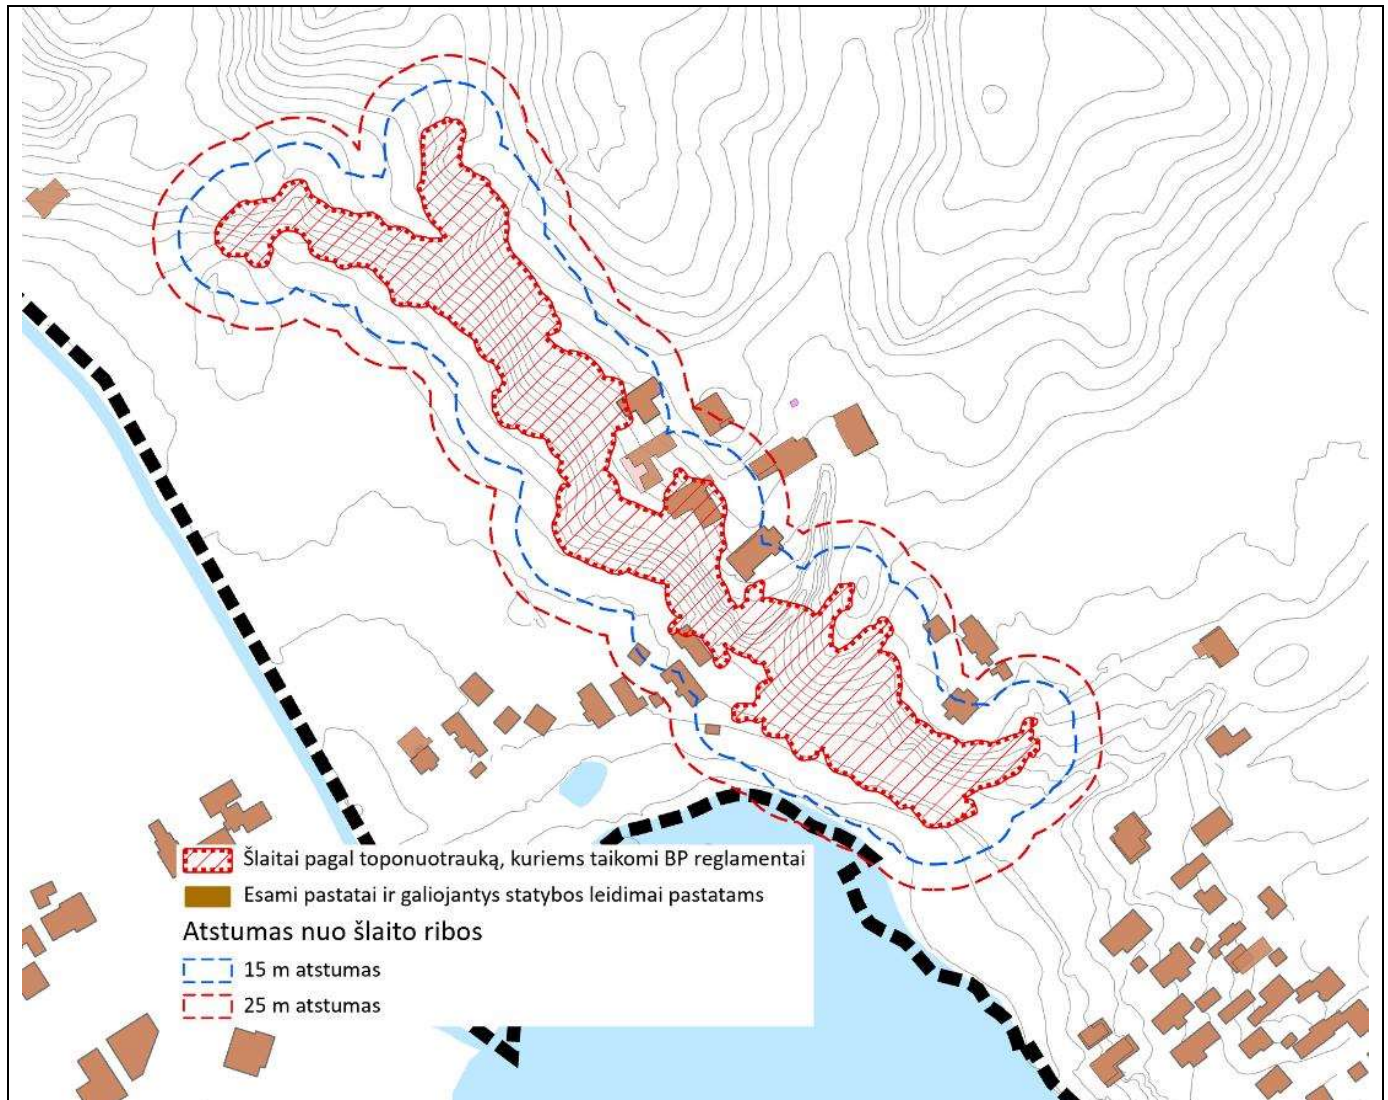 Šlaitai pagal toponuotrauką, kuriems taikomi BP reglamentai
Esami pastatai ir galiojantys statybos leidimai pastatams
Atstumas nuo šlaito ribos
15 m atstumas
25 m atstumas